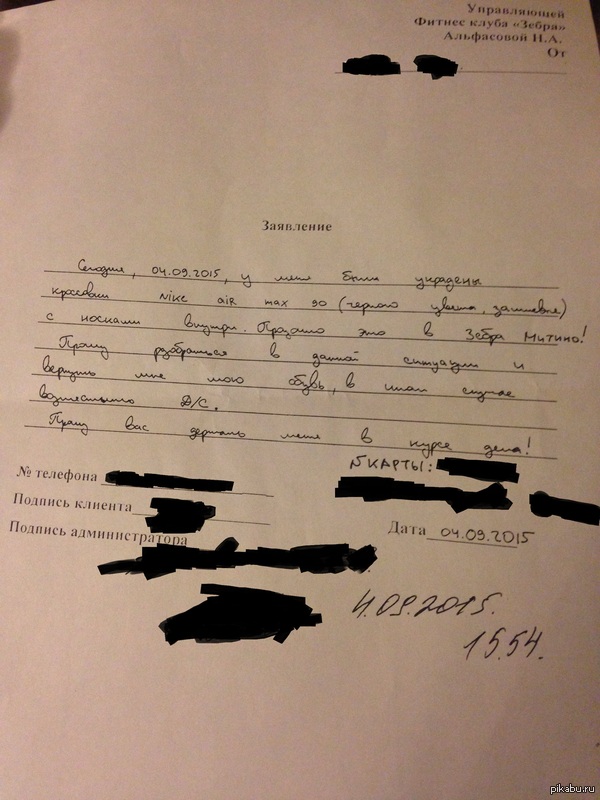 Управляющей
Фитнес клуба «Зебра»
Альфасовой Н.А.
От
Заявление
Сегодня, 04.09.2015, у меня были украдены
кроссовки Nike air max 90 (черного цвета, замшевые)
с носками внутри. Прозошло это в Зебра Митино!
Прошу разобраться в данной ситуации и
вернуть мне мою обувь, в ином случае
возместить Д/С.
Прошу вас держать меня в курсе дела!
№ КАРТЫ:
№ телефона
Подпись клиента
Подпись администратора
Дата 04.09.2015
4.09.2015.
15.54.
pikabu.ru